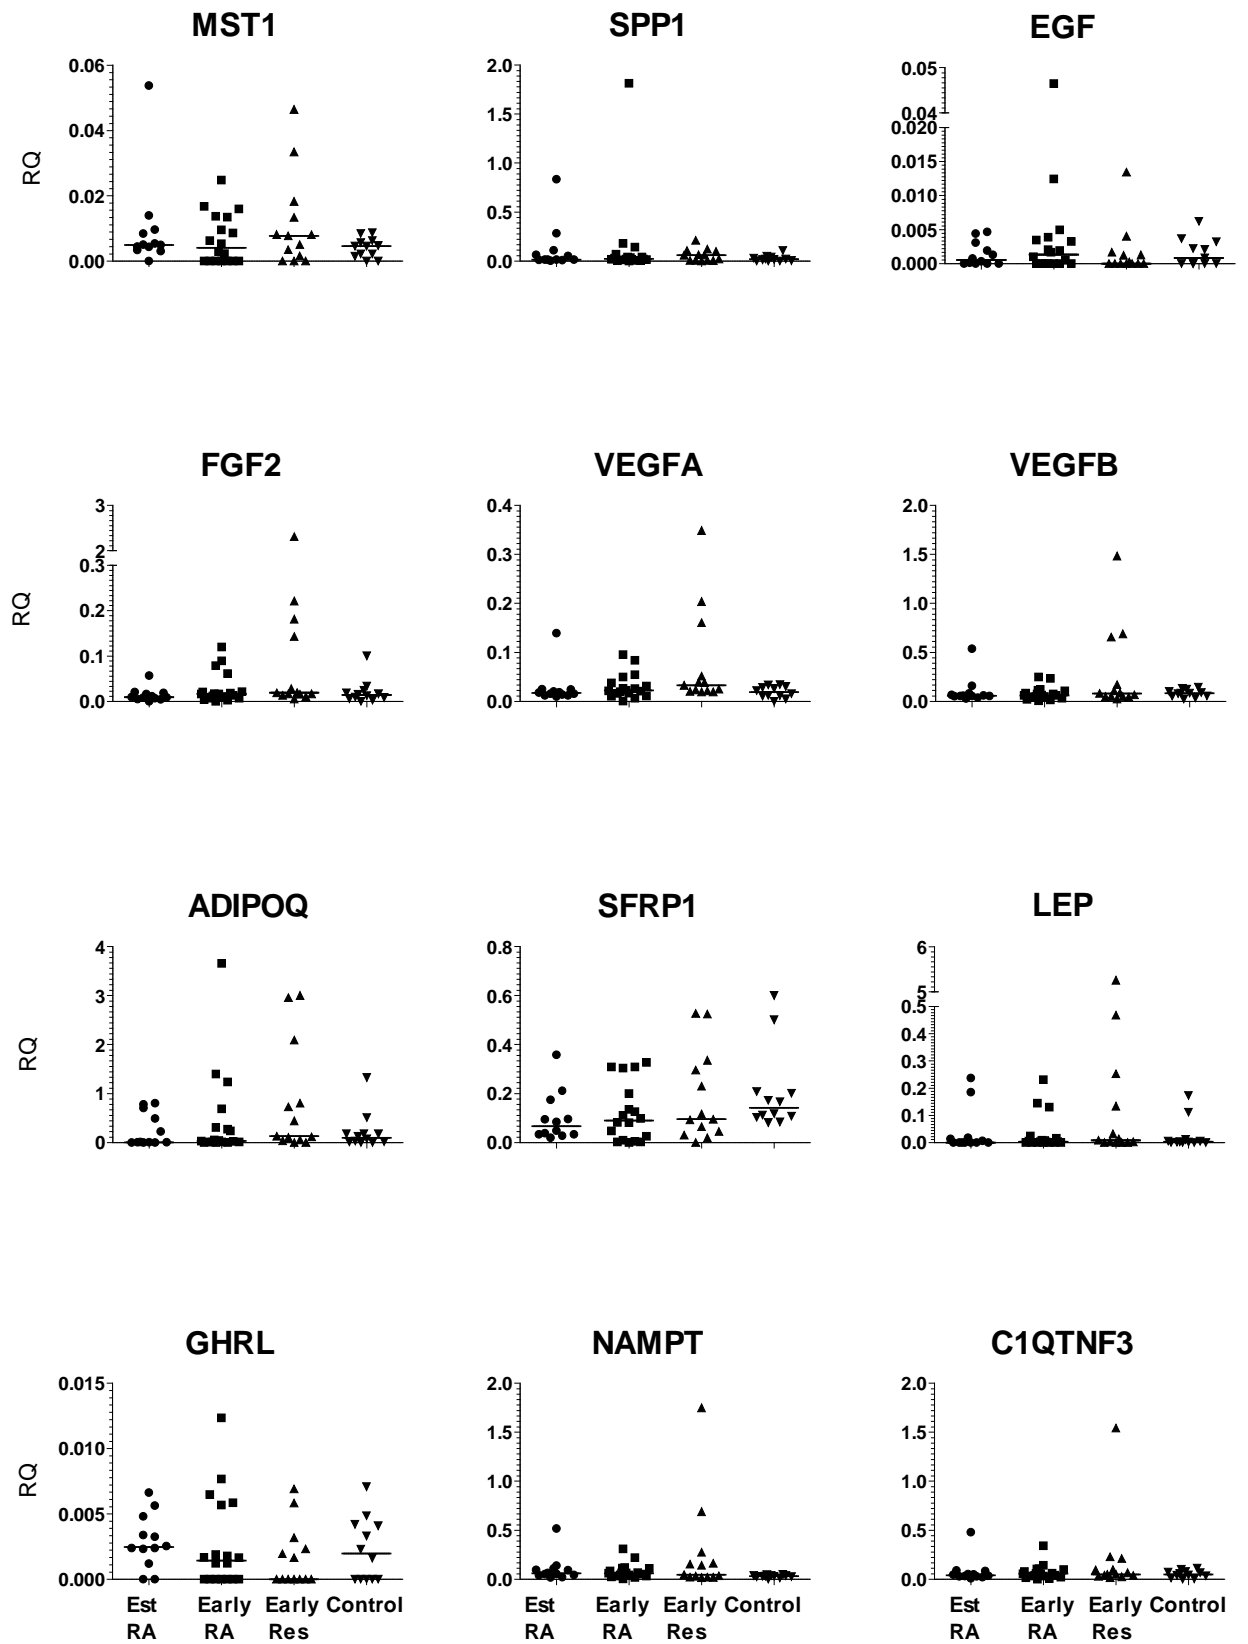 MST1 SPP1 EGF
0.06 2.0 0.05
0.04
0.04 1.5 0.020
0.015
RQ 1.0
0.02 0.010
0.5 0.005
0.00 0.0 0.000
FGF2 VEGFA VEGFB
3 0.4 2.0
2 0.3 1.5
0.3
RQ 0.2 0.2 1.0
0.1 0.1 0.5
0.0 0.0 0.0
ADIPOQ SFRP1 LEP
4 0.8 6
3 0.6 5
0.5
0.4
RQ 2 0.4 0.3
0.2
1 0.2 0.1
0 0.0 0.0
GHRL NAMPT C1QTNF3
0.015 2.0 2.0
1.5 1.5
0.010
RQ 1.0 1.0
0.005 0.5 0.5
0.000 0.0 0.0
Est Early Early Control Est Early Early Control Est Early Early Control
RA RA Res RA RA Res RA RA Res